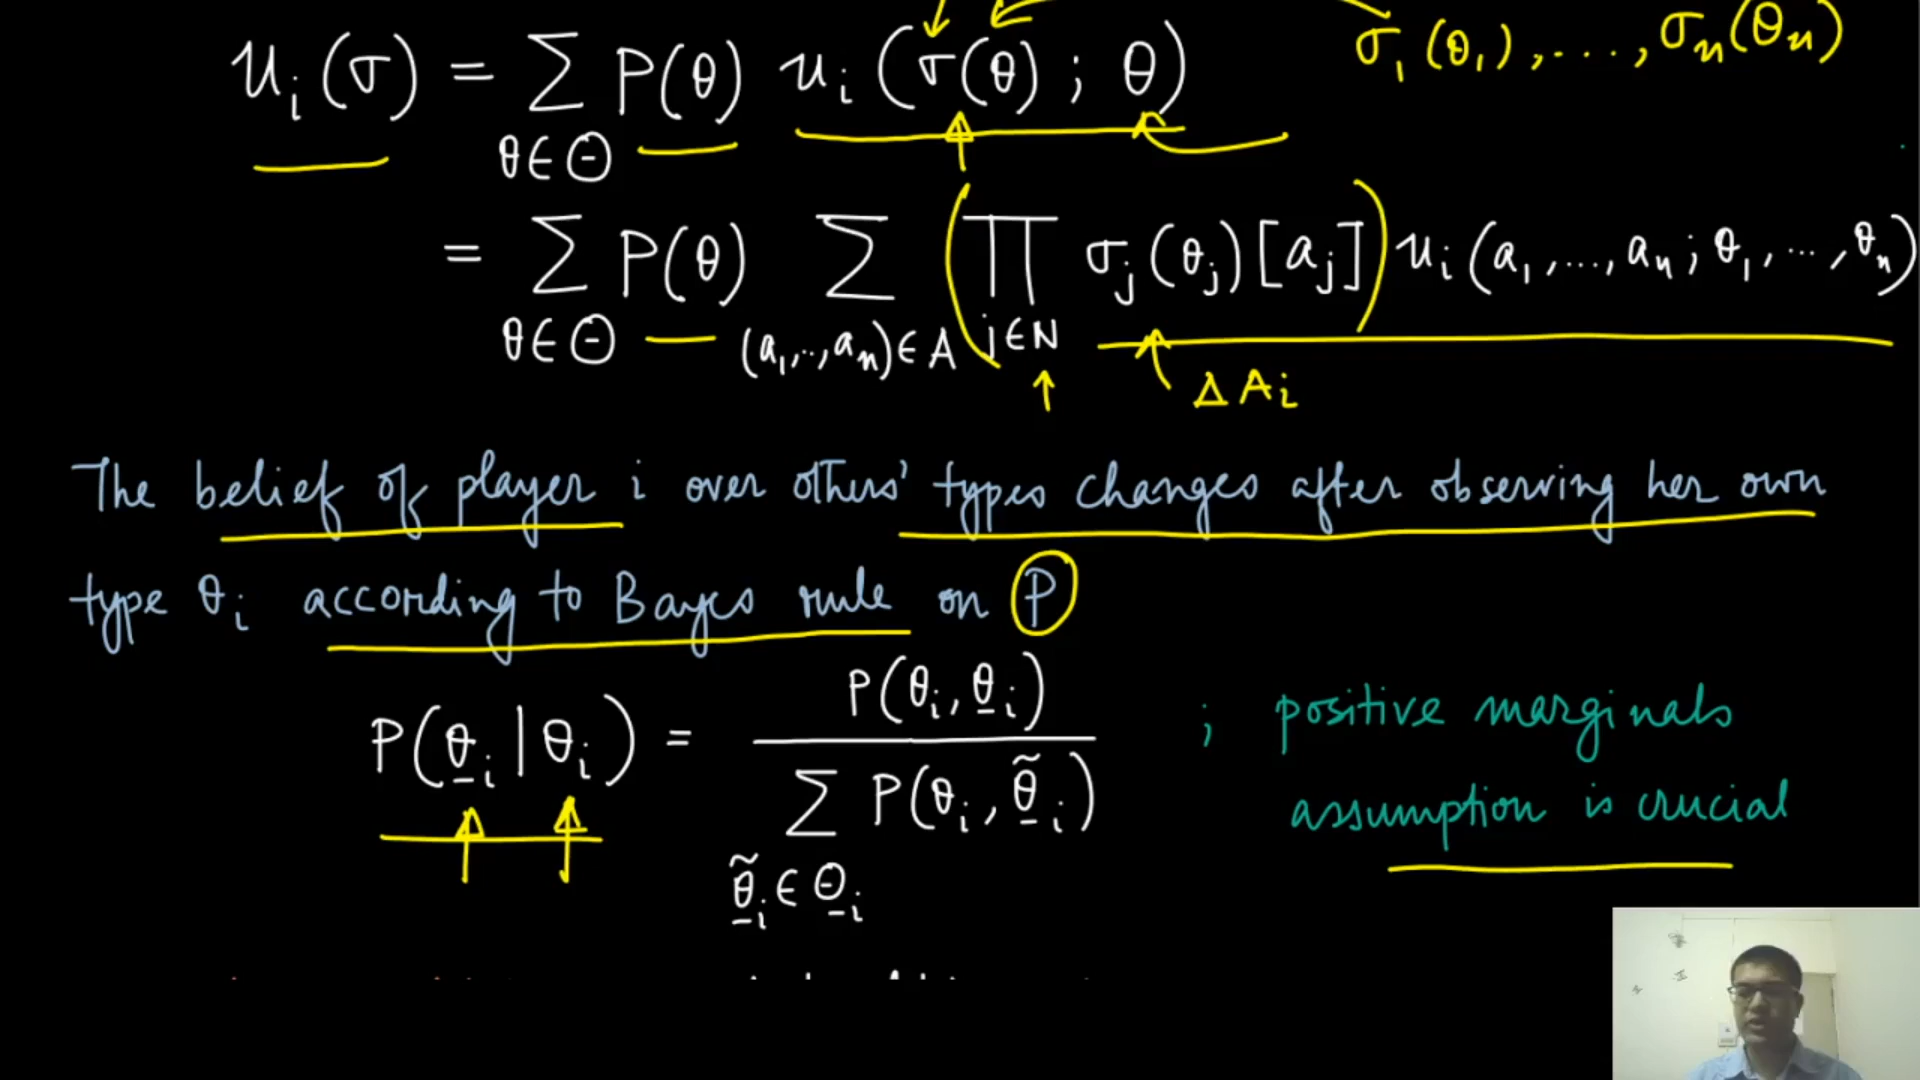 σ₁(θ₁), ..., σₙ(θₙ)
uᵢ(σ) = ∑_{θ∈Θ} P(θ) uᵢ(σ(θ); θ)
= ∑_{θ∈Θ} P(θ) ∑_{(a₁,..,aₙ)∈A} (∏_{j∈N} σⱼ(θⱼ)[aⱼ]) uᵢ(a₁,...,aₙ; θ₁,...,θₙ)
Δ Aᵢ
The belief of player i over others' types changes after observing her own
type θᵢ according to Bayes rule on P
P(θ̲ᵢ | θᵢ) = P(θᵢ, θ̲ᵢ) / ∑_{θ̲̃ᵢ ∈ Θ̲ᵢ} P(θᵢ, θ̲̃ᵢ) ; positive marginals
assumption is crucial